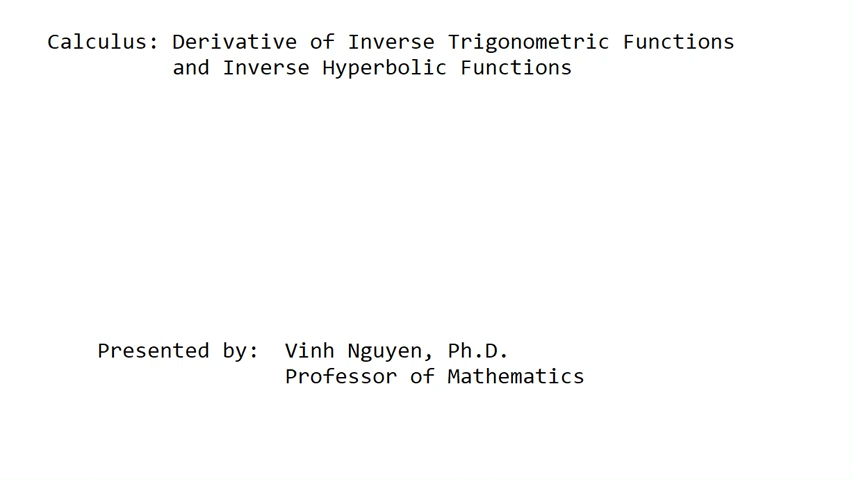 Calculus: Derivative of Inverse Trigonometric Functions
and Inverse Hyperbolic Functions
Presented by: Vinh Nguyen, Ph.D.
Professor of Mathematics